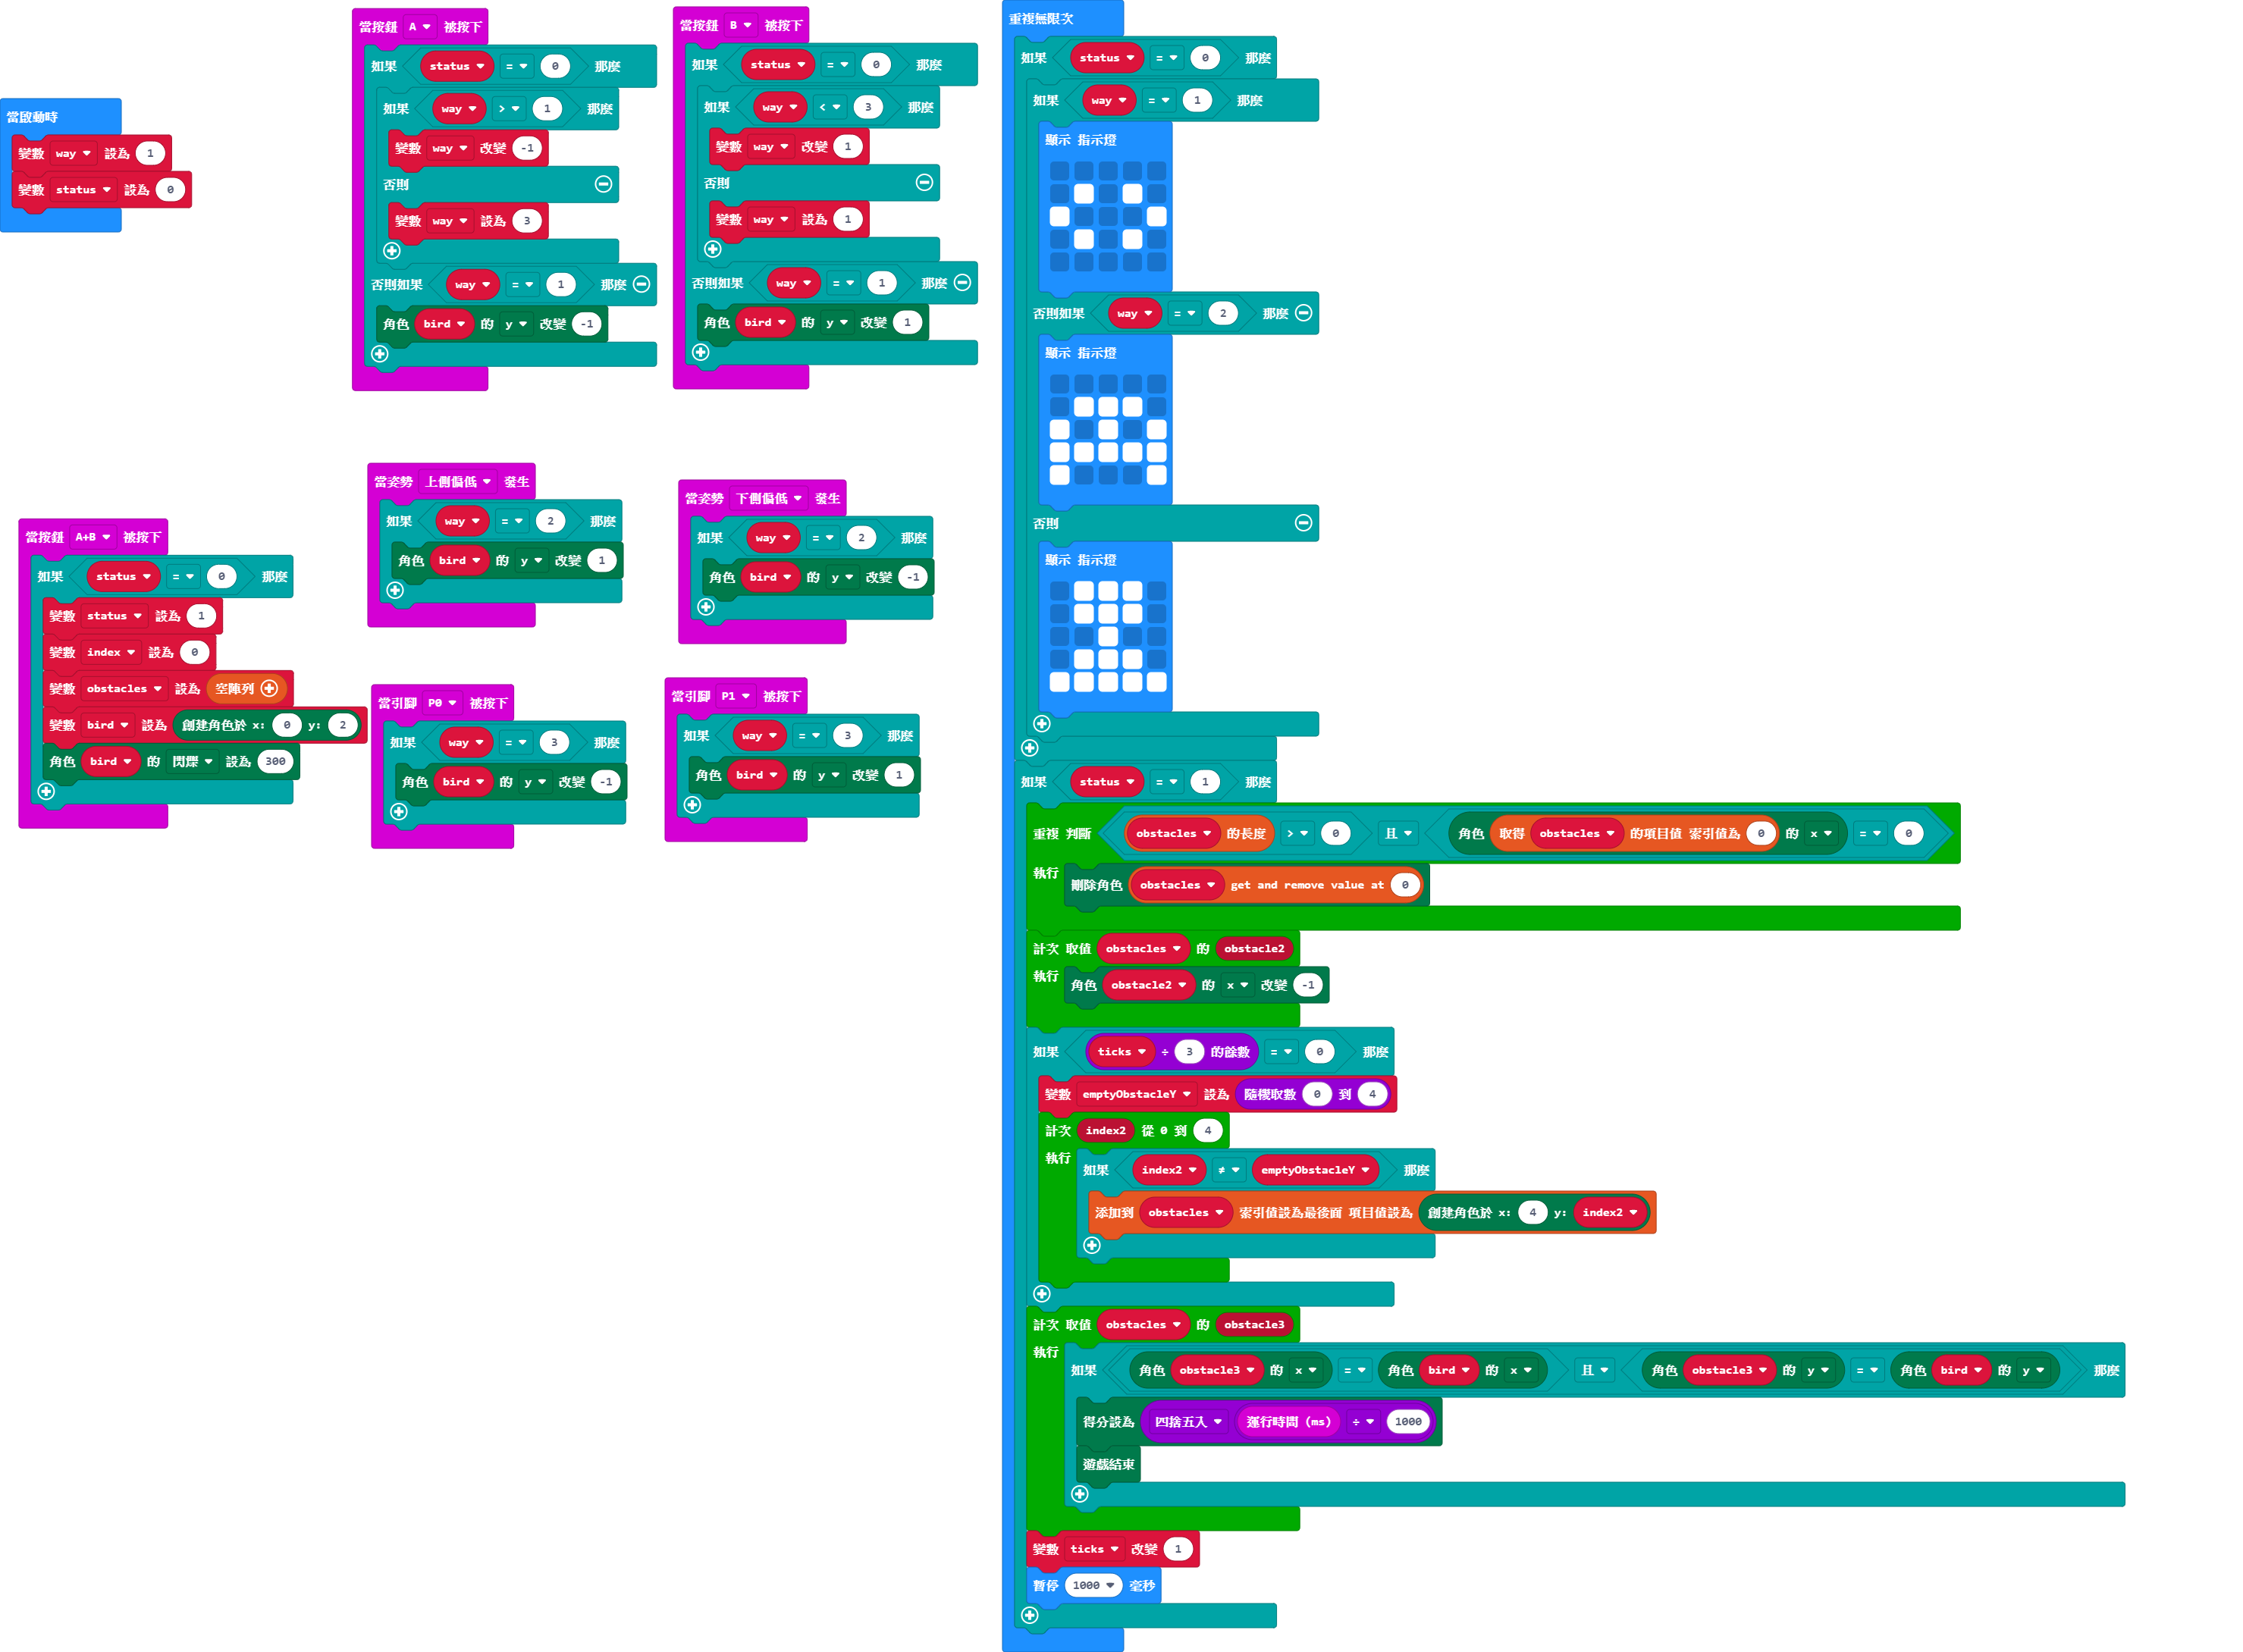 當啟動時
變數 way 設為 1
變數 status 設為 0
當按鈕 A 被按下
如果 status = 0 那麼
如果 way > 1 那麼
變數 way 改變 -1
否則
變數 way 設為 3
否則如果 way = 1 那麼
角色 bird 的 y 改變 -1
當按鈕 B 被按下
如果 status = 0 那麼
如果 way < 3 那麼
變數 way 改變 1
否則
變數 way 設為 1
否則如果 way = 1 那麼
角色 bird 的 y 改變 1
當按鈕 A+B 被按下
如果 status = 0 那麼
變數 status 設為 1
變數 index 設為 0
變數 obstacles 設為 空陣列
變數 bird 設為 創建角色於 x: 0 y: 2
角色 bird 的 閃爍 設為 300
當姿勢 上側偏低 發生
如果 way = 2 那麼
角色 bird 的 y 改變 1
當姿勢 下側偏低 發生
如果 way = 2 那麼
角色 bird 的 y 改變 -1
當引腳 P0 被按下
如果 way = 3 那麼
角色 bird 的 y 改變 -1
當引腳 P1 被按下
如果 way = 3 那麼
角色 bird 的 y 改變 1
重複無限次
如果 status = 0 那麼
如果 way = 1 那麼
顯示 指示燈
否則如果 way = 2 那麼
顯示 指示燈
否則
顯示 指示燈
如果 status = 1 那麼
重複 判斷 obstacles 的長度 > 0 且 角色 取得 obstacles 的項目值 索引值為 0 的 x = 0
執行 刪除角色 obstacles get and remove value at 0
計次 取值 obstacles 的 obstacle2
執行 角色 obstacle2 的 x 改變 -1
如果 ticks ÷ 3 的餘數 = 0 那麼
變數 emptyObstacleY 設為 隨機取數 0 到 4
計次 index2 從 0 到 4
執行 如果 index2 ≠ emptyObstacleY 那麼
添加到 obstacles 索引值設為最後面 項目值設為 創建角色於 x: 4 y: index2
計次 取值 obstacles 的 obstacle3
執行 如果 角色 obstacle3 的 x = 角色 bird 的 x 且 角色 obstacle3 的 y = 角色 bird 的 y 那麼
得分設為 四捨五入 運行時間 (ms) ÷ 1000
遊戲結束
變數 ticks 改變 1
暫停 1000 毫秒